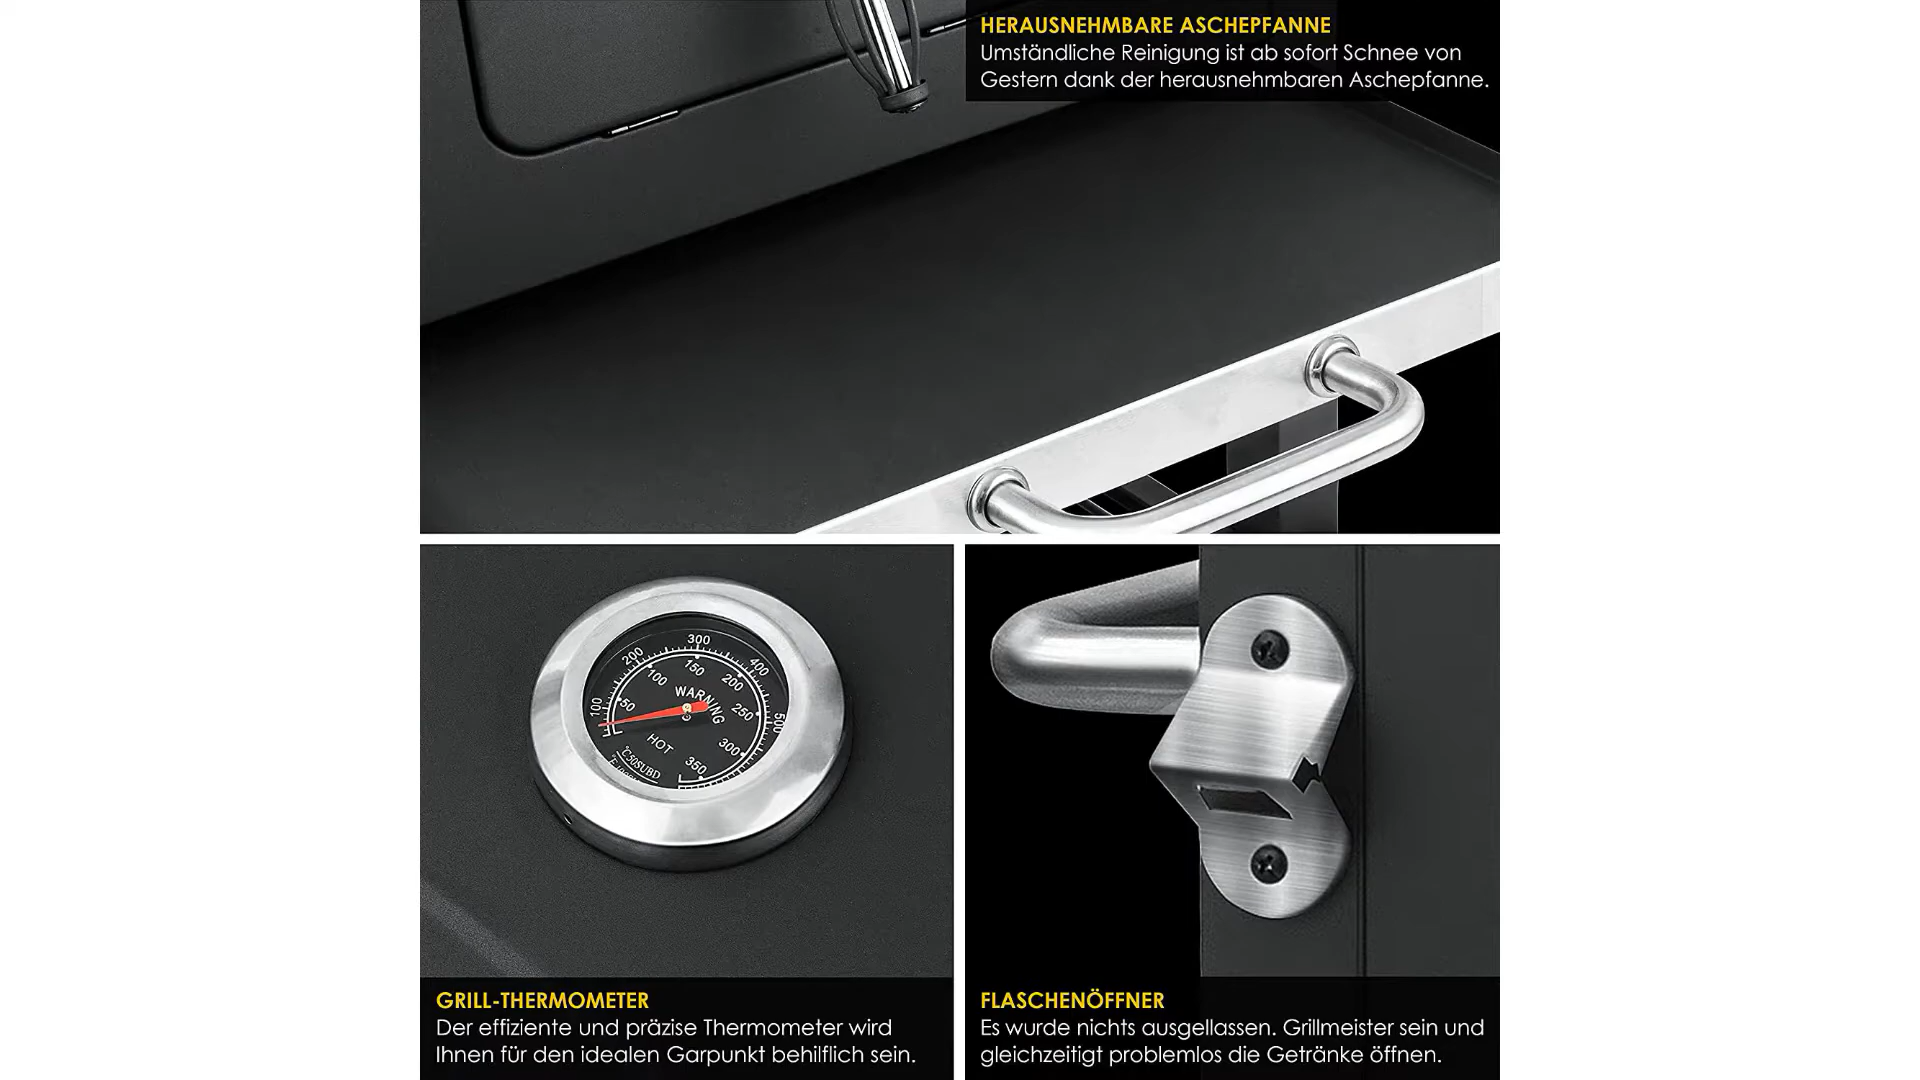 HERAUSNEHMBARE ASCHEPFANNE
Umständliche Reinigung ist ab sofort Schnee von
Gestern dank der herausnehmbaren Aschepfanne.
300
200
400
150
100
200
WARNING
100
50
250
500
HOT
300
350
°C50SUBD
GRILL-THERMOMETER
Der effiziente und präzise Thermometer wird
Ihnen für den idealen Garpunkt behilflich sein.
FLASCHENÖFFNER
Es wurde nichts ausgellassen. Grillmeister sein und
gleichzeitigt problemlos die Getränke öffnen.